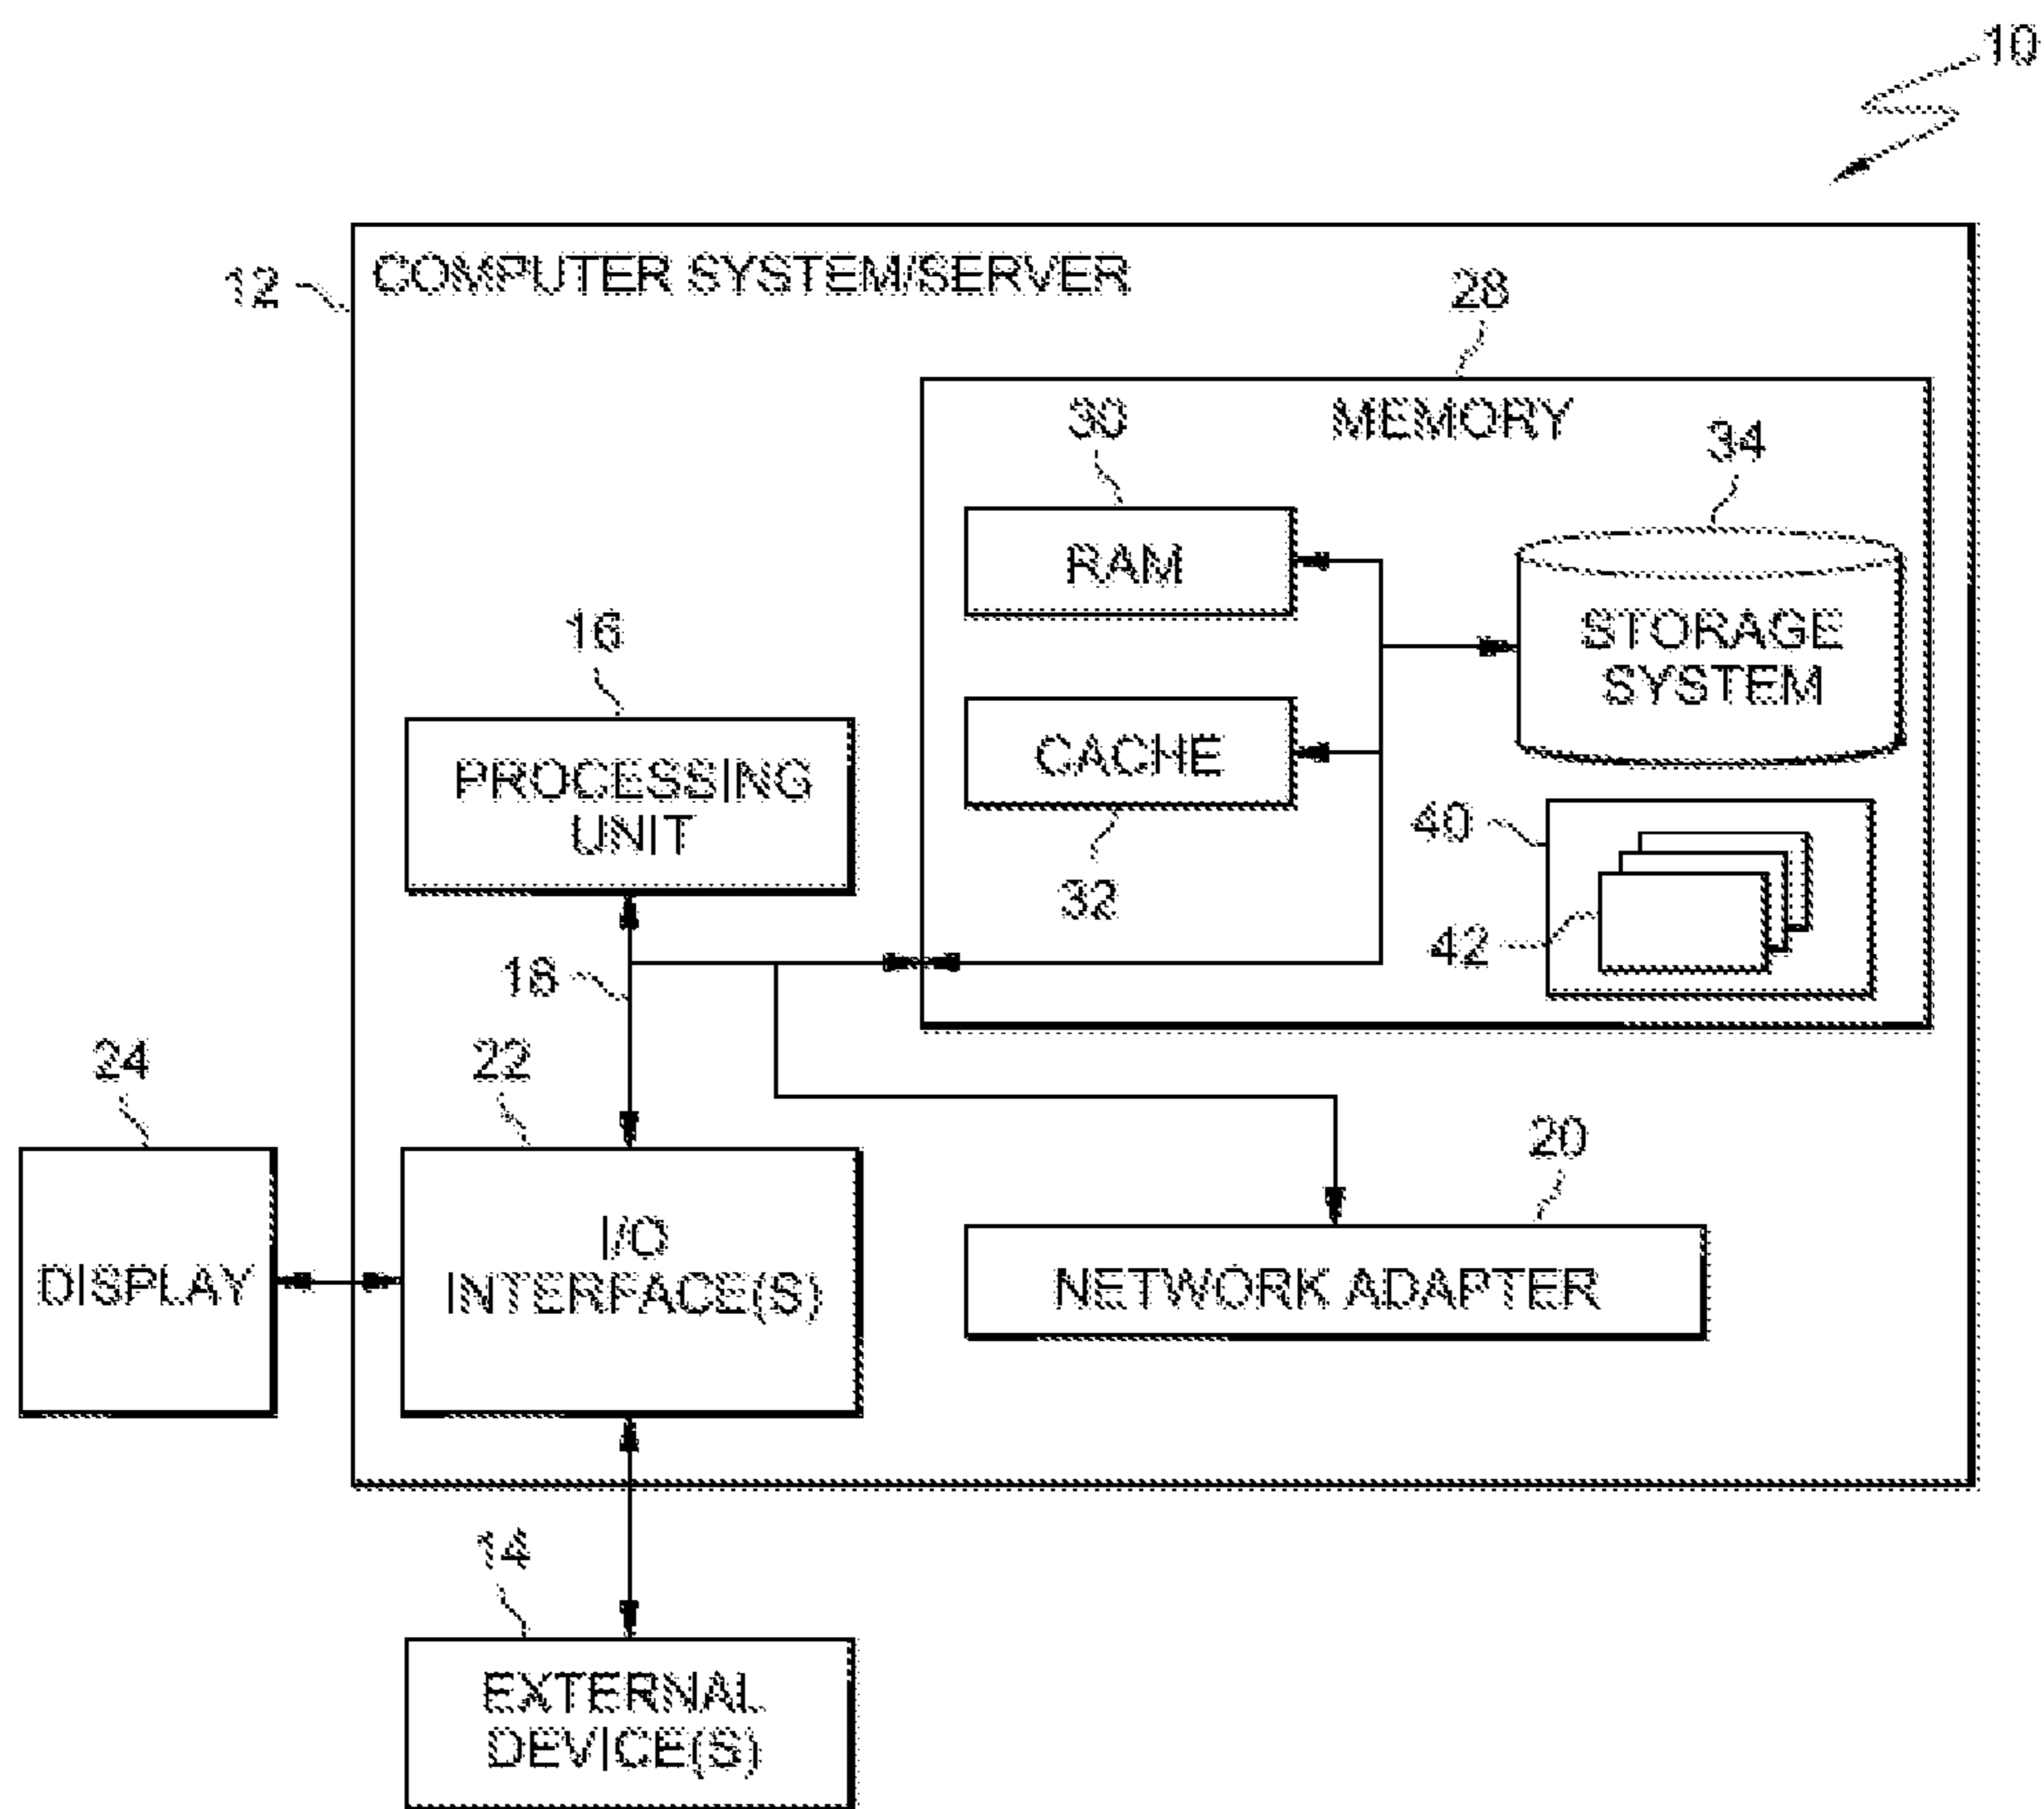 10
12
COMPUTER SYSTEM/SERVER
28
MEMORY
30
34
RAM
STORAGE
SYSTEM
16
PROCESSING
UNIT
CACHE
32
40
42
18
24
22
20
DISPLAY
I/O
INTERFACE(S)
NETWORK ADAPTER
14
EXTERNAL
DEVICE(S)